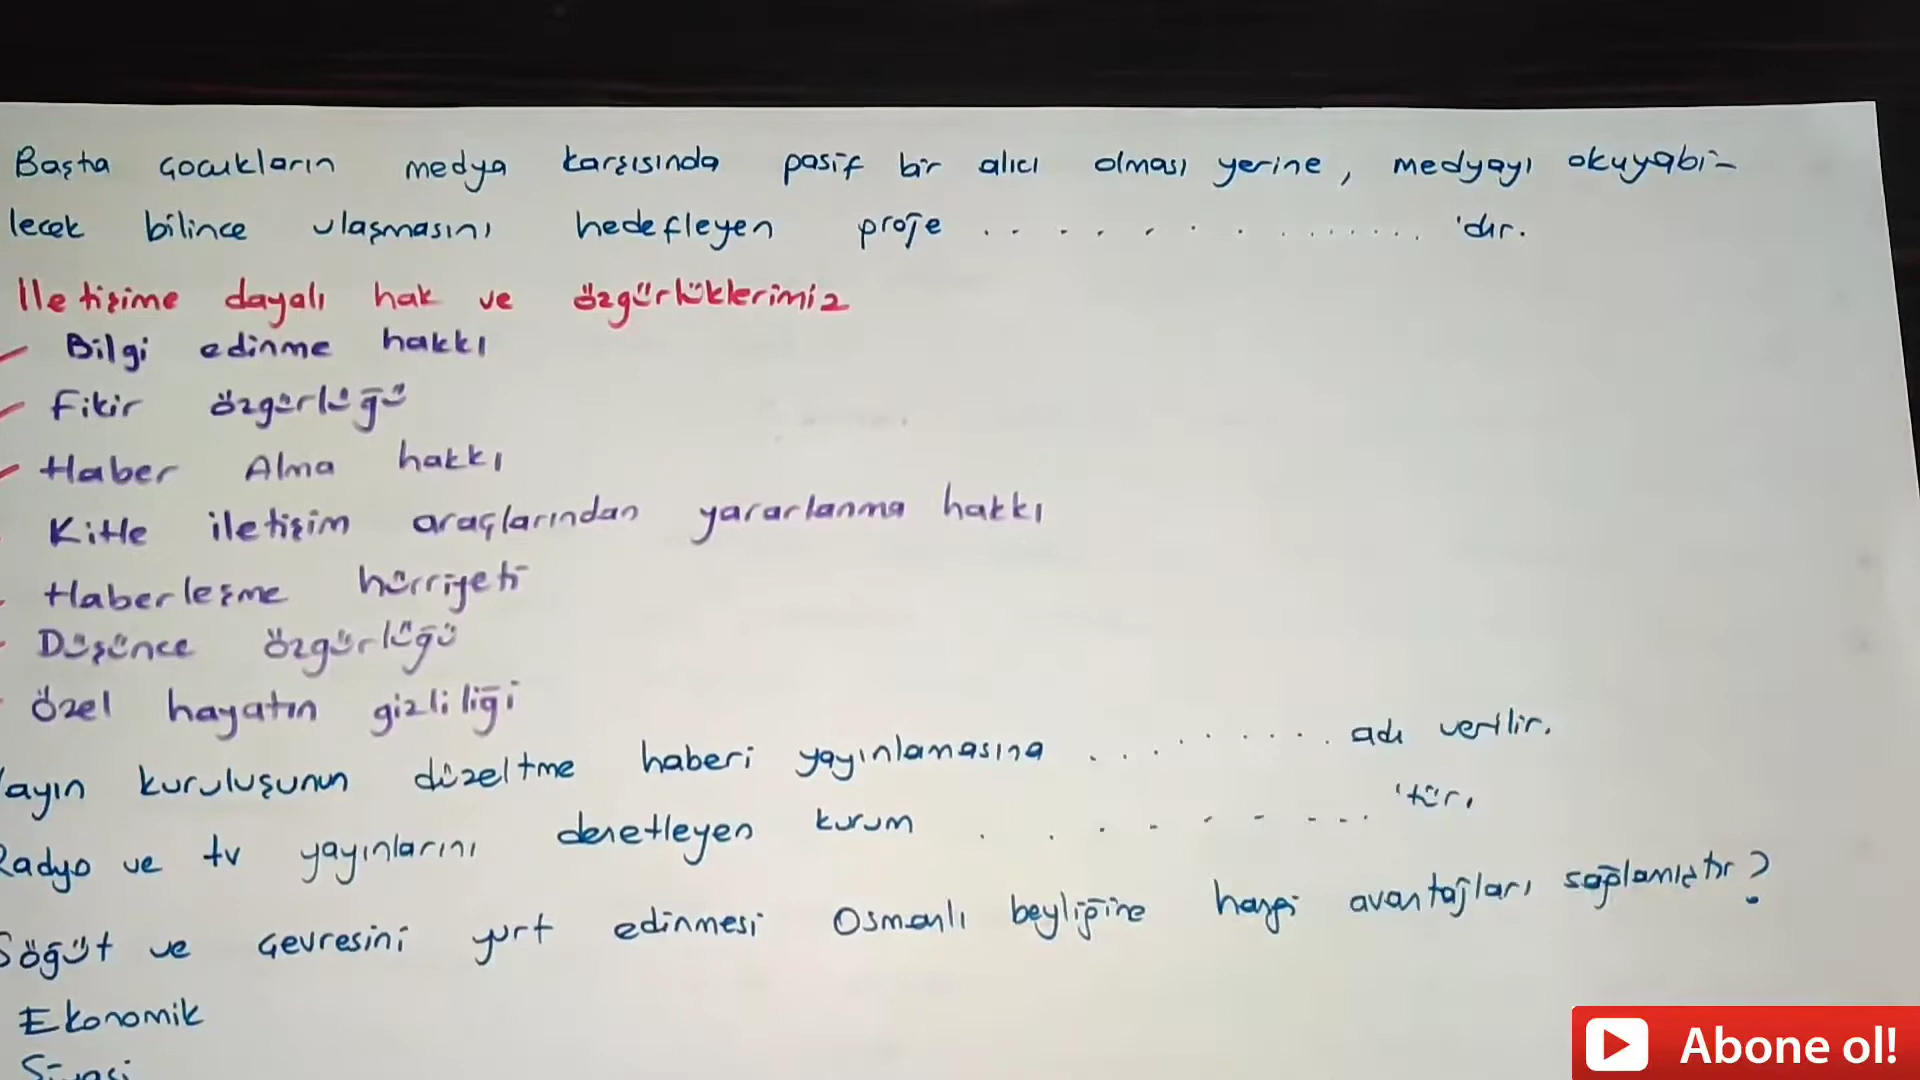 Başta çocukların medya karşısında pasif bir alıcı olması yerine, medyayı okuyabi-
lecek bilince ulaşmasını hedefleyen proje .............. 'dır.
İletişime dayalı hak ve özgürlüklerimiz
Bilgi edinme hakkı
Fikir özgürlüğü
Haber Alma hakkı
Kitle iletişim araçlarından yararlanma hakkı
Haberleşme hürriyeti
Düşünce özgürlüğü
Özel hayatın gizliliği
ayın kuruluşunun düzeltme haberi yayınlamasına ......... adı verilir.
Radyo ve tv yayınlarını denetleyen kurum ......... 'tür.
Söğüt ve çevresini yurt edinmesi Osmanlı beyliğine hangi avantajları sağlamıştır?
Ekonomik
Abone ol!